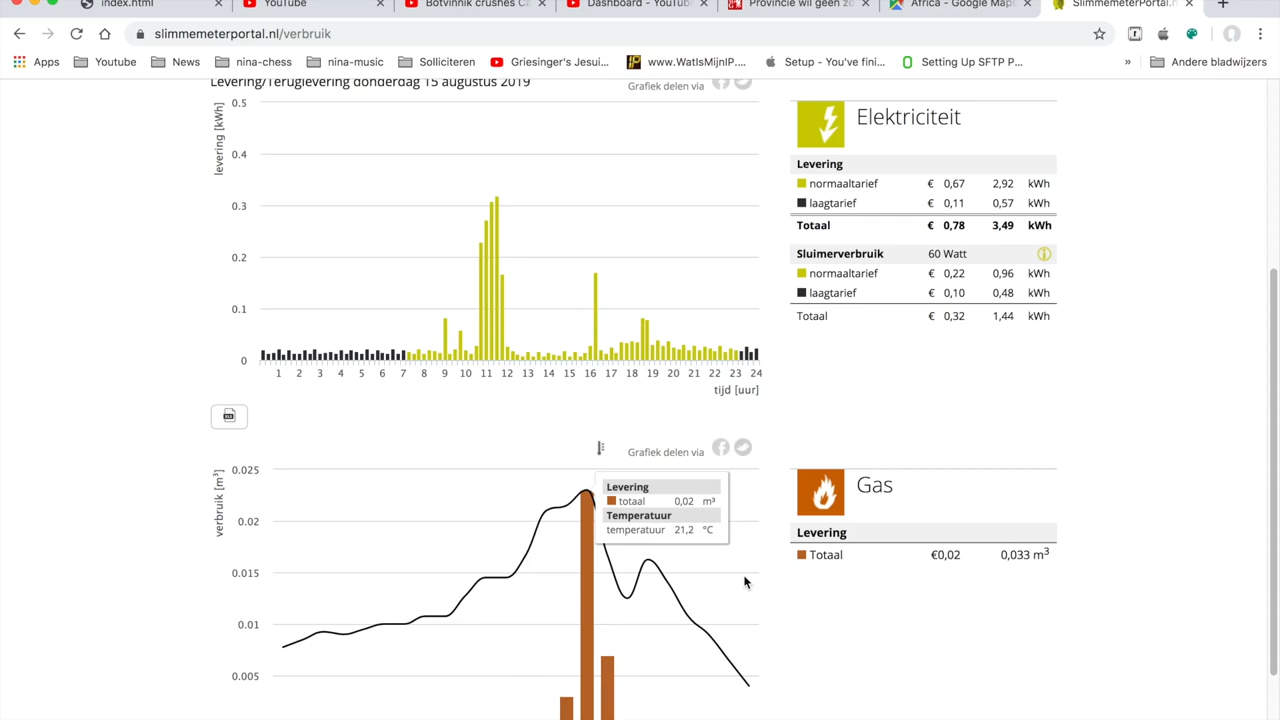 index.html
YouTube
Botvinnik crushes Ca
Dashboard - YouTub
Provincie wil geen zo
Africa - Google Maps
SlimmemeterPortal.n
slimmemeterportal.nl/verbruik
Apps
Youtube
News
nina-chess
nina-music
Solliciteren
Griesinger's Jesui...
www.WatIsMijnIP....
Setup - You've fini...
Setting Up SFTP P...
»
Andere bladwijzers
Levering/Teruglevering donderdag 15 augustus 2019
Grafiek delen via
levering [kWh]
0.5
0.4
0.3
0.2
0.1
0
1 2 3 4 5 6 7 8 9 10 11 12 13 14 15 16 17 18 19 20 21 22 23 24
tijd [uur]
Elektriciteit
Levering
normaaltarief € 0,67 2,92 kWh
laagtarief € 0,11 0,57 kWh
Totaal € 0,78 3,49 kWh
Sluimerverbruik 60 Watt
normaaltarief € 0,22 0,96 kWh
laagtarief € 0,10 0,48 kWh
Totaal € 0,32 1,44 kWh
XLS
Grafiek delen via
verbruik [m³]
0.025
0.02
0.015
0.01
0.005
Levering
totaal 0,02 m³
Temperatuur
temperatuur 21,2 °C
Gas
Levering
Totaal €0,02 0,033 m³